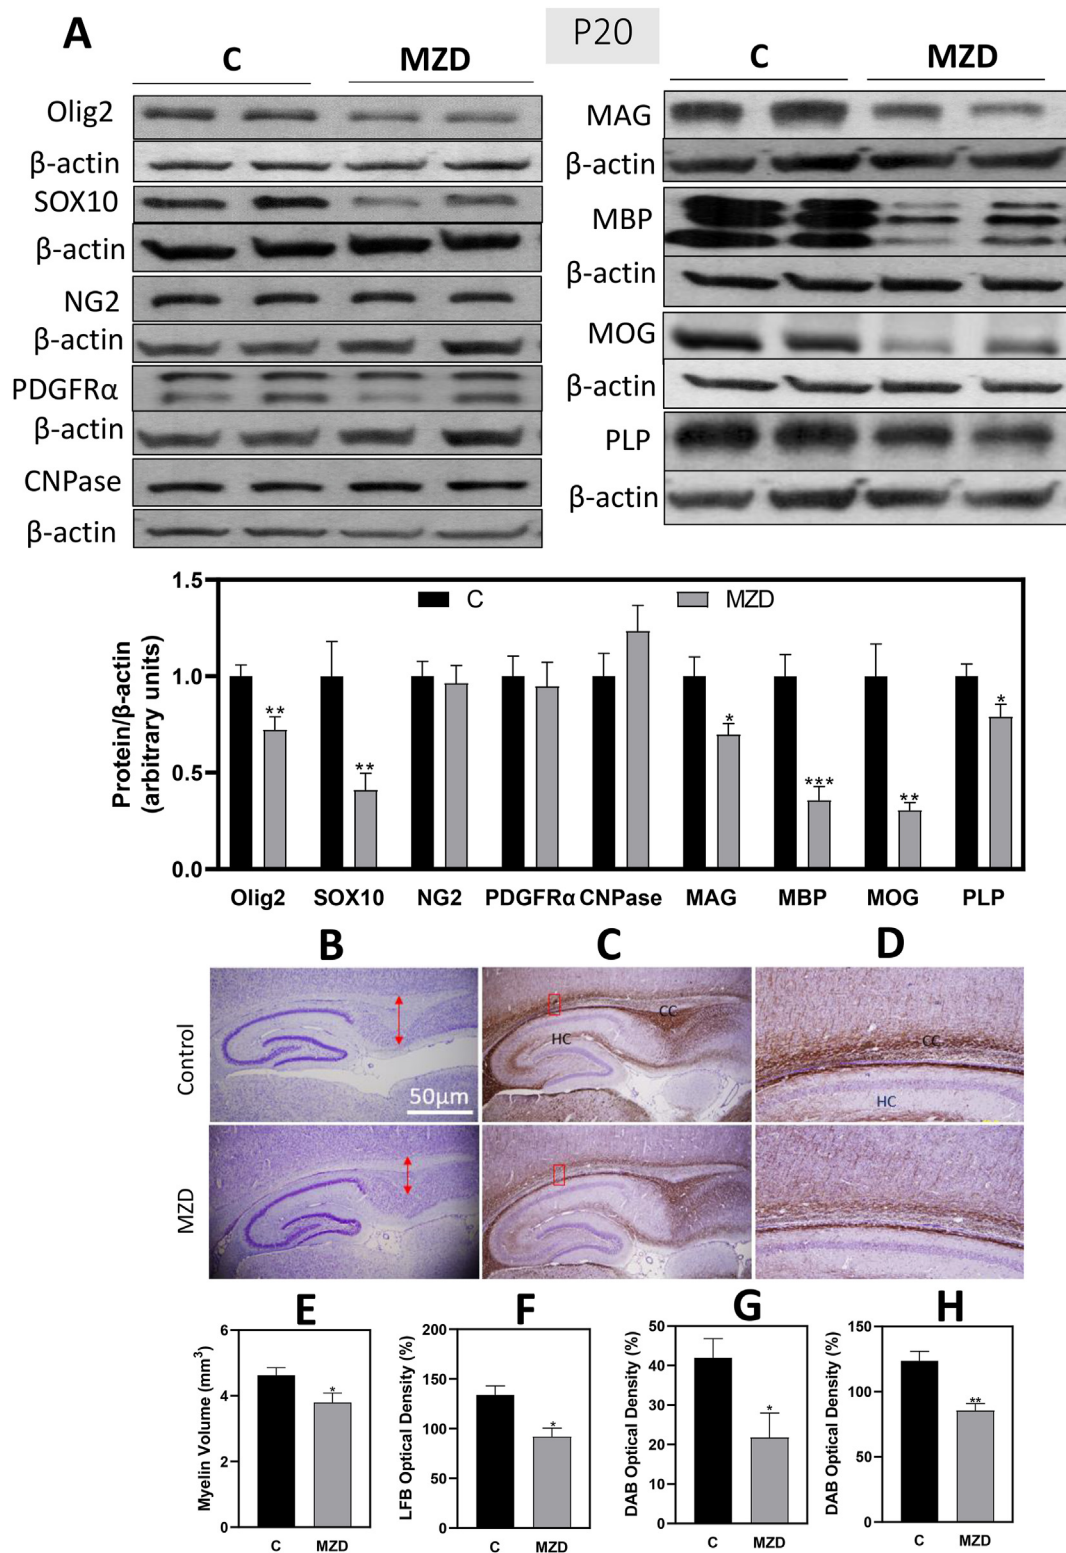 A
P20
C
MZD
Olig2
β-actin
SOX10
β-actin
NG2
β-actin
PDGFRα
β-actin
CNPase
β-actin
C
MZD
MAG
β-actin
MBP
β-actin
MOG
β-actin
PLP
β-actin
Protein/β-actin
(arbitrary units)
1.5
1.0
0.5
0.0
C
MZD
**
**
*
***
**
*
Olig2 SOX10 NG2 PDGFRα CNPase MAG MBP MOG PLP
B
C
D
Control
50μm
HC
CC
CC
HC
MZD
E
Myelin Volume (mm³)
6
4
2
0
*
C MZD
F
LFB Optical Density (%)
200
150
100
50
0
*
C MZD
G
DAB Optical Density (%)
50
40
30
20
10
0
*
C MZD
H
DAB Optical Density (%)
150
100
50
0
**
C MZD